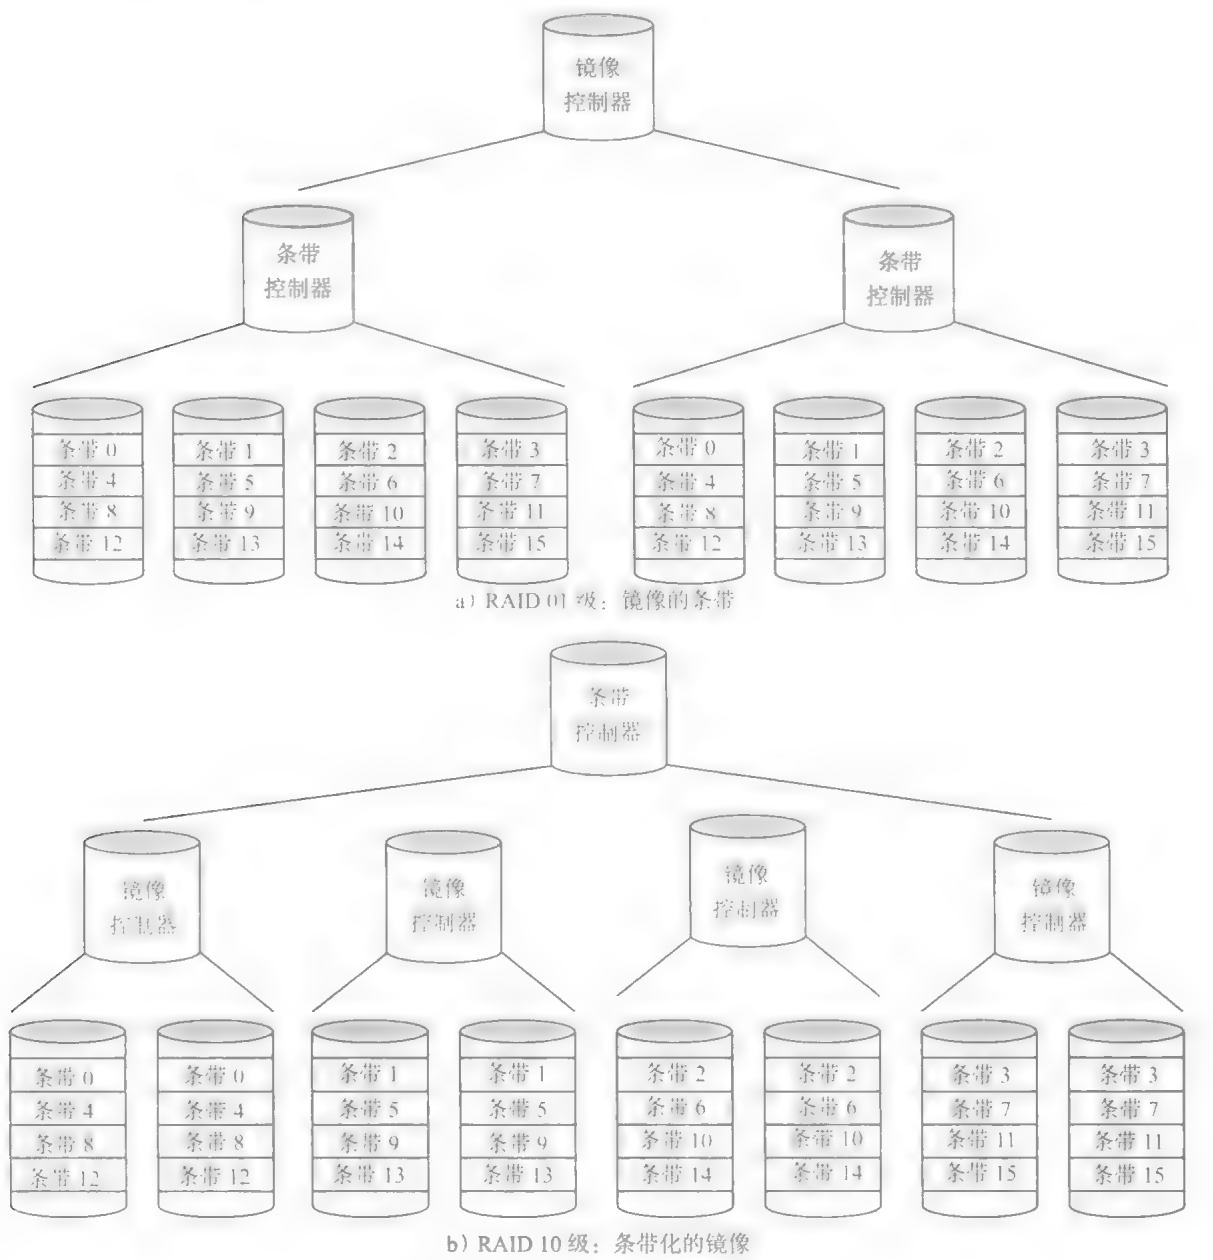 镜像
控制器
条带
控制器
条带
控制器
条带 0 条带 1 条带 2 条带 3 条带 0 条带 1 条带 2 条带 3
条带 4 条带 5 条带 6 条带 7 条带 4 条带 5 条带 6 条带 7
条带 8 条带 9 条带 10 条带 11 条带 8 条带 9 条带 10 条带 11
条带 12 条带 13 条带 14 条带 15 条带 12 条带 13 条带 14 条带 15
a) RAID 01 级：镜像的条带
条带
控制器
镜像
控制器
镜像
控制器
镜像
控制器
镜像
控制器
条带 0 条带 0 条带 1 条带 1 条带 2 条带 2 条带 3 条带 3
条带 4 条带 4 条带 5 条带 5 条带 6 条带 6 条带 7 条带 7
条带 8 条带 8 条带 9 条带 9 条带 10 条带 10 条带 11 条带 11
条带 12 条带 12 条带 13 条带 13 条带 14 条带 14 条带 15 条带 15
b) RAID 10 级：条带化的镜像